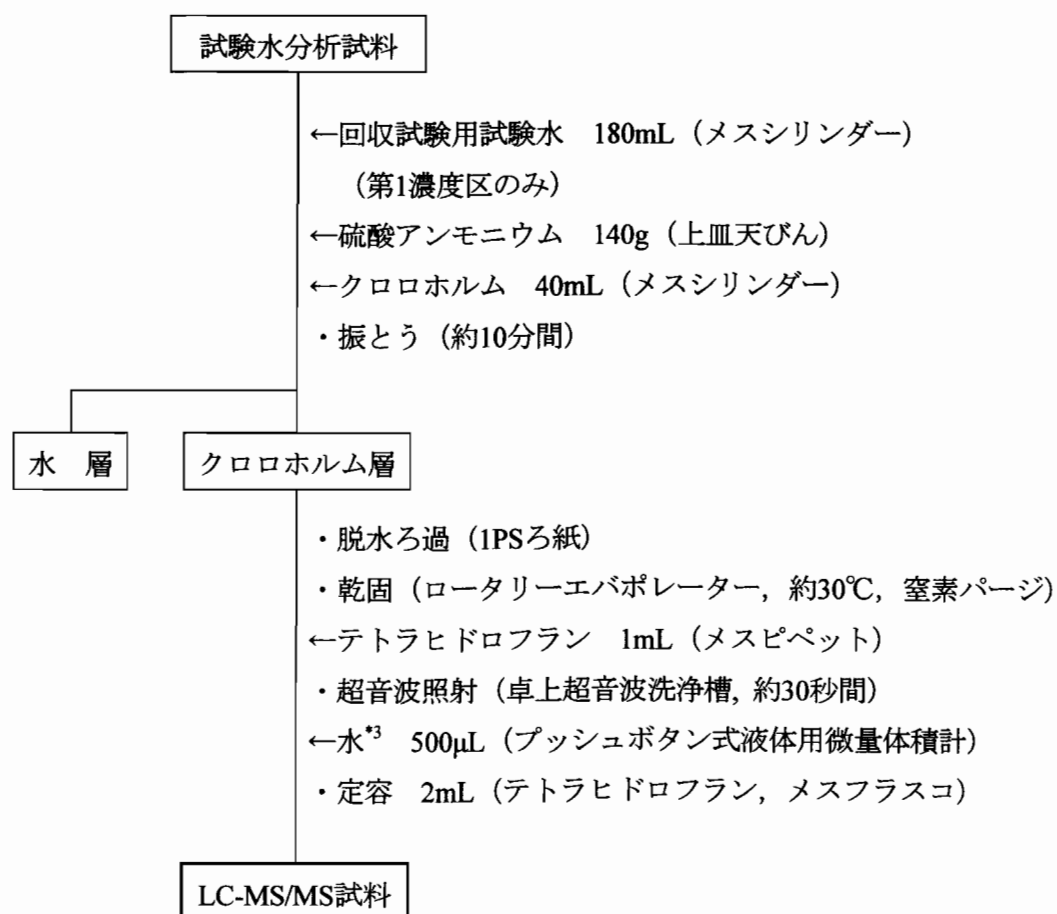 試験水分析試料
←回収試験用試験水　180mL（メスシリンダー）
（第1濃度区のみ）
←硫酸アンモニウム　140g（上皿天びん）
←クロロホルム　40mL（メスシリンダー）
・振とう（約10分間）
水　層
クロロホルム層
・脱水ろ過（1PSろ紙）
・乾固（ロータリーエバポレーター，約30℃，窒素パージ）
←テトラヒドロフラン　1mL（メスピペット）
・超音波照射（卓上超音波洗浄槽, 約30秒間）
←水*3　500μL（プッシュボタン式液体用微量体積計）
・定容　2mL（テトラヒドロフラン，メスフラスコ）
LC-MS/MS試料